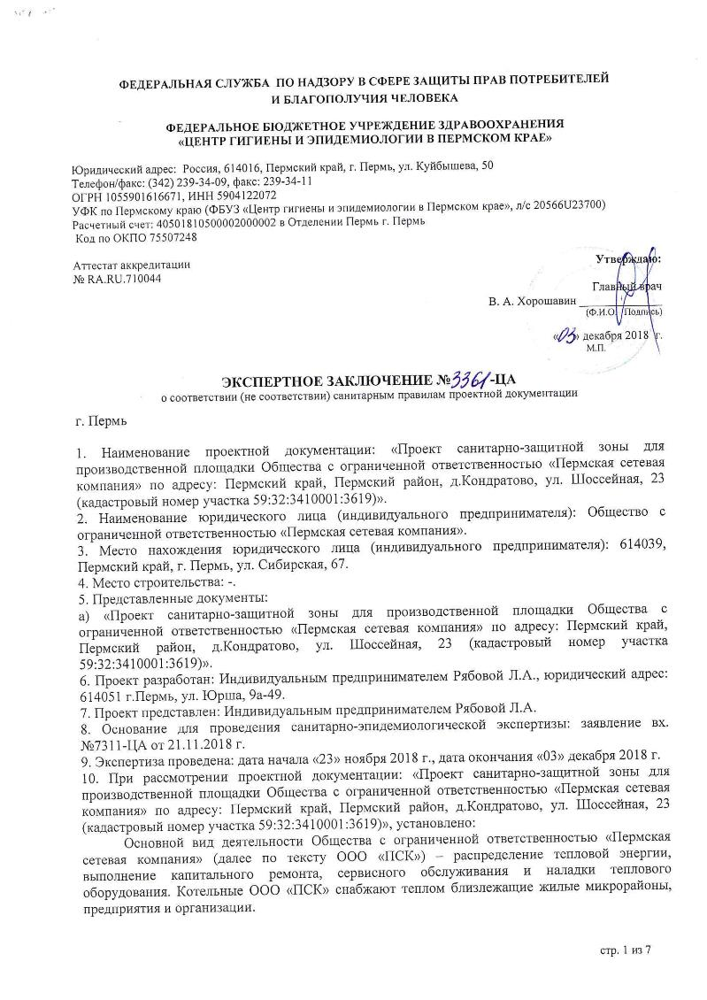 ФЕДЕРАЛЬНАЯ СЛУЖБА ПО НАДЗОРУ В СФЕРЕ ЗАЩИТЫ ПРАВ ПОТРЕБИТЕЛЕЙ
И БЛАГОПОЛУЧИЯ ЧЕЛОВЕКА
ФЕДЕРАЛЬНОЕ БЮДЖЕТНОЕ УЧРЕЖДЕНИЕ ЗДРАВООХРАНЕНИЯ
«ЦЕНТР ГИГИЕНЫ И ЭПИДЕМИОЛОГИИ В ПЕРМСКОМ КРАЕ»
Юридический адрес: Россия, 614016, Пермский край, г. Пермь, ул. Куйбышева, 50
Телефон/факс: (342) 239-34-09, факс: 239-34-11
ОГРН 1055901616671, ИНН 5904122072
УФК по Пермскому краю (ФБУЗ «Центр гигиены и эпидемиологии в Пермском крае», л/с 20566U23700)
Расчетный счет: 40501810500002000002 в Отделении Пермь г. Пермь
Код по ОКПО 75507248
Аттестат аккредитации
№ RA.RU.710044
Утверждаю:
Главный врач
В. А. Хорошавин ______________
(Ф.И.О. Подпись)
«03» декабря 2018 г.
М.П.
ЭКСПЕРТНОЕ ЗАКЛЮЧЕНИЕ №3361-ЦА
о соответствии (не соответствии) санитарным правилам проектной документации
г. Пермь
1. Наименование проектной документации: «Проект санитарно-защитной зоны для
производственной площадки Общества с ограниченной ответственностью «Пермская сетевая
компания» по адресу: Пермский край, Пермский район, д.Кондратово, ул. Шоссейная, 23
(кадастровый номер участка 59:32:3410001:3619)».
2. Наименование юридического лица (индивидуального предпринимателя): Общество с
ограниченной ответственностью «Пермская сетевая компания».
3. Место нахождения юридического лица (индивидуального предпринимателя): 614039,
Пермский край, г. Пермь, ул. Сибирская, 67.
4. Место строительства: -.
5. Представленные документы:
а) «Проект санитарно-защитной зоны для производственной площадки Общества с
ограниченной ответственностью «Пермская сетевая компания» по адресу: Пермский край,
Пермский район, д.Кондратово, ул. Шоссейная, 23 (кадастровый номер участка
59:32:3410001:3619)».
6. Проект разработан: Индивидуальным предпринимателем Рябовой Л.А., юридический адрес:
614051 г.Пермь, ул. Юрша, 9а-49.
7. Проект представлен: Индивидуальным предпринимателем Рябовой Л.А.
8. Основание для проведения санитарно-эпидемиологической экспертизы: заявление вх.
№7311-ЦА от 21.11.2018 г.
9. Экспертиза проведена: дата начала «23» ноября 2018 г., дата окончания «03» декабря 2018 г.
10. При рассмотрении проектной документации: «Проект санитарно-защитной зоны для
производственной площадки Общества с ограниченной ответственностью «Пермская сетевая
компания» по адресу: Пермский край, Пермский район, д.Кондратово, ул. Шоссейная, 23
(кадастровый номер участка 59:32:3410001:3619)», установлено:
Основной вид деятельности Общества с ограниченной ответственностью «Пермская
сетевая компания» (далее по тексту ООО «ПСК») – распределение тепловой энергии,
выполнение капитального ремонта, сервисного обслуживания и наладки теплового
оборудования. Котельные ООО «ПСК» снабжают теплом близлежащие жилые микрорайоны,
предприятия и организации.
стр. 1 из 7